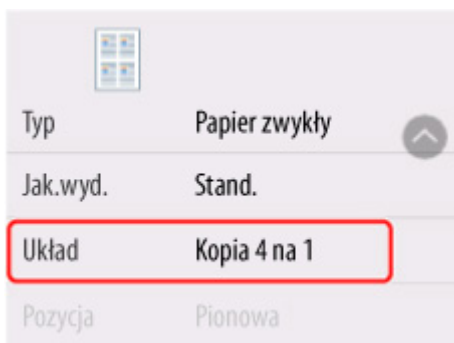 Typ Papier zwykły
Jak.wyd. Stand.
Układ Kopia 4 na 1
Pozycja Pionowa